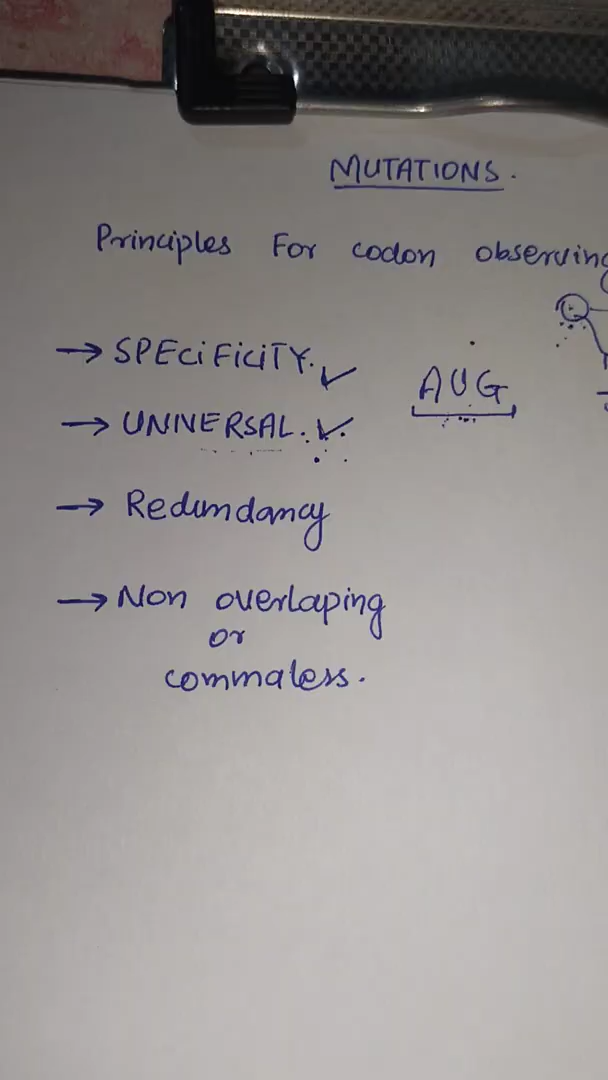 MUTATIONS.
Principles For codon observing
→ SPECiFiCiTY. ✓
AUG
→ UNIVERSAL. ✓.
→ Redundancy
→ Non overlaping
or
commaless.